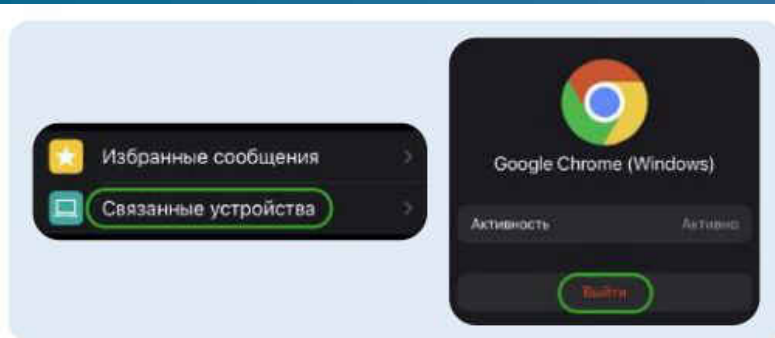 Избранные сообщения
Связанные устройства
Google Chrome (Windows)
Активность Активно
Выйти